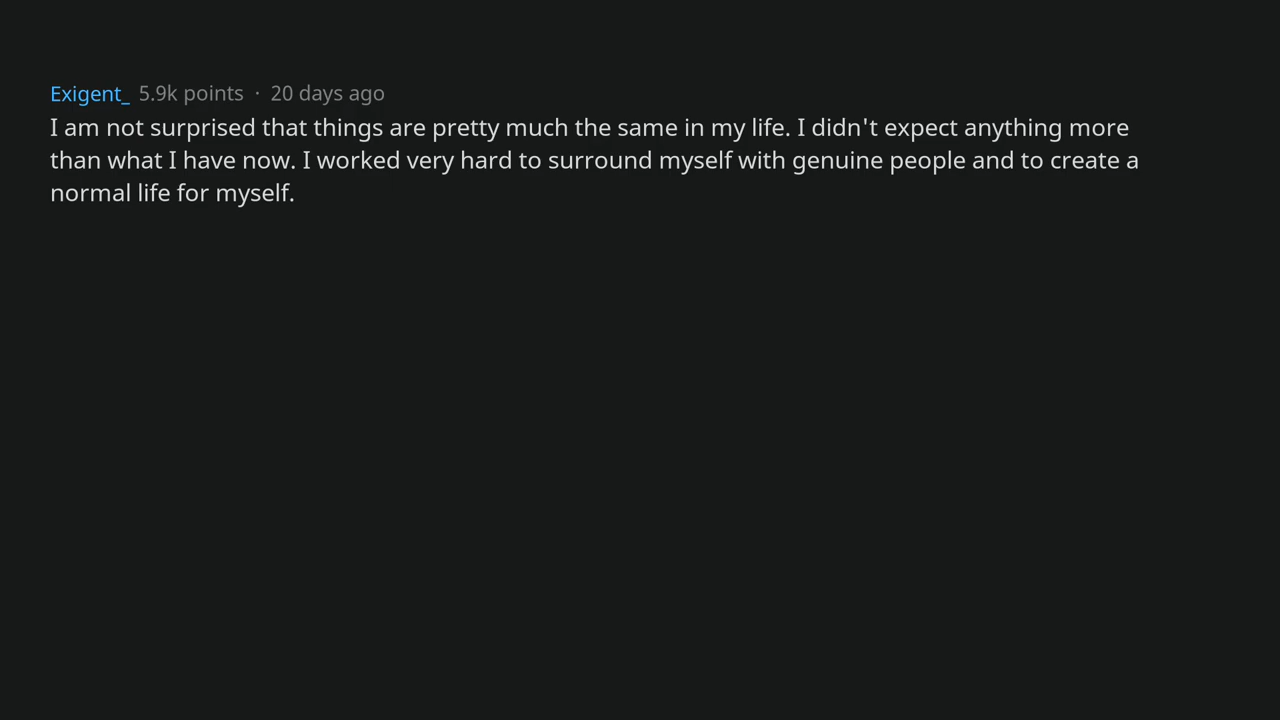 Exigent_ 5.9k points · 20 days ago
I am not surprised that things are pretty much the same in my life. I didn't expect anything more
than what I have now. I worked very hard to surround myself with genuine people and to create a
normal life for myself.